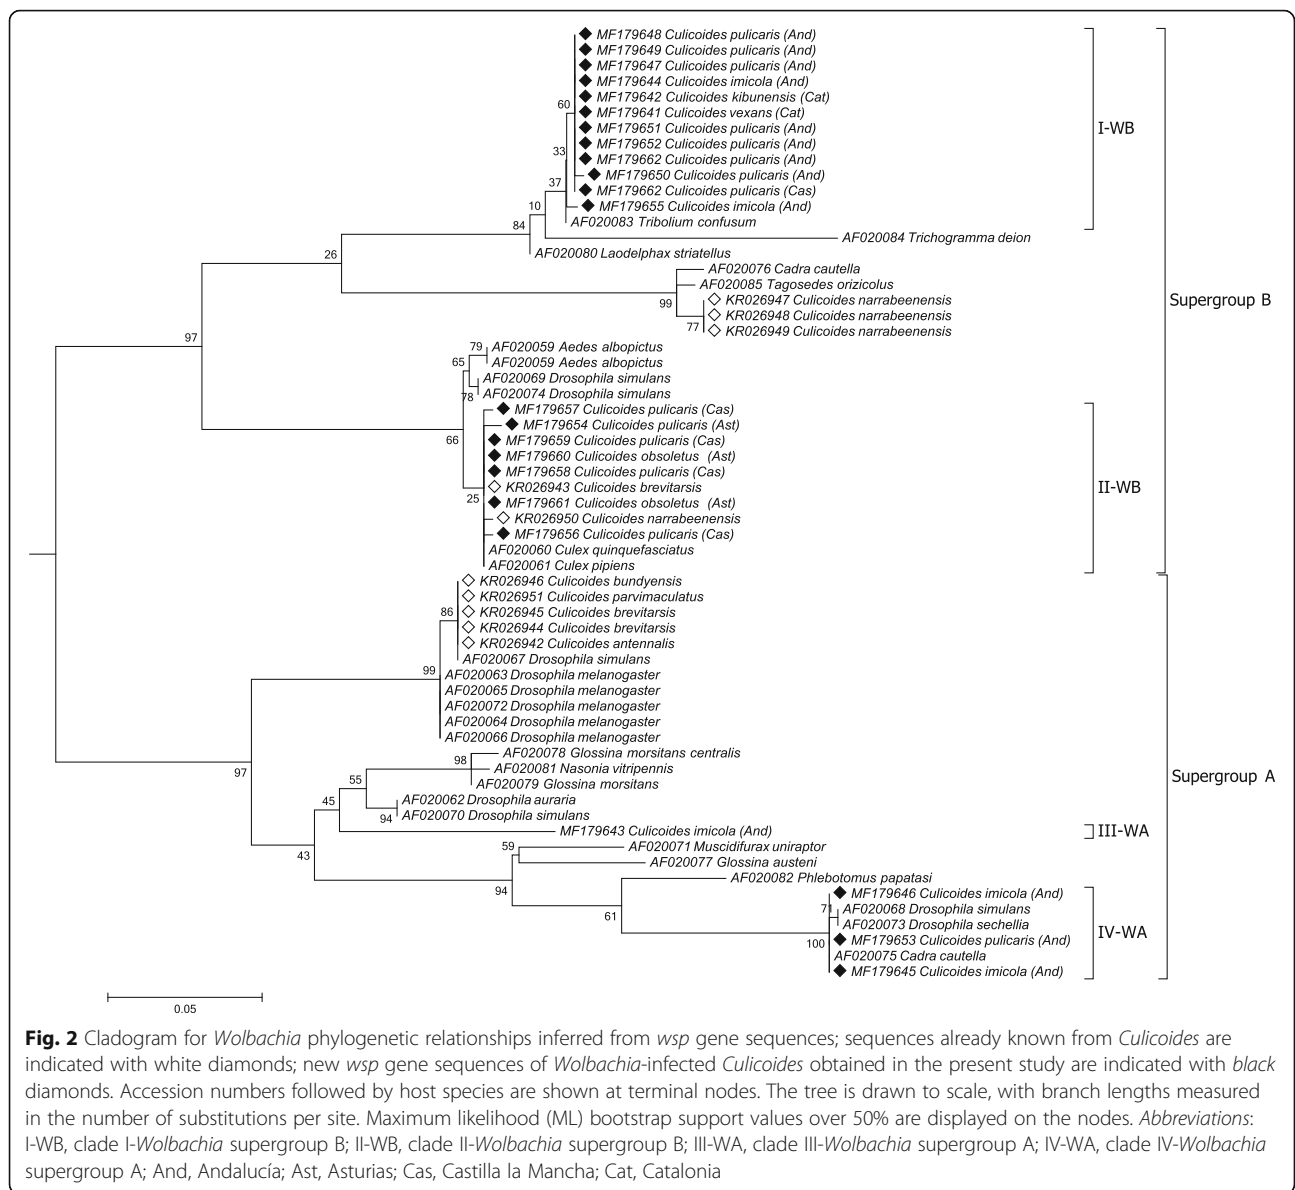 MF179648 Culicoides pulicaris (And)
MF179649 Culicoides pulicaris (And)
MF179647 Culicoides pulicaris (And)
MF179644 Culicoides imicola (And)
MF179642 Culicoides kibunensis (Cat)
60
MF179641 Culicoides vexans (Cat)
I-WB
MF179651 Culicoides pulicaris (And)
MF179652 Culicoides pulicaris (And)
33
MF179662 Culicoides pulicaris (And)
MF179650 Culicoides pulicaris (And)
37
MF179662 Culicoides pulicaris (Cas)
10
MF179655 Culicoides imicola (And)
84
AF020083 Tribolium confusum
AF020084 Trichogramma deion
26
AF020080 Laodelphax striatellus
AF020076 Cadra cautella
AF020085 Tagosedes orizicolus
99
KR026947 Culicoides narrabeenensis
Supergroup B
KR026948 Culicoides narrabeenensis
77
KR026949 Culicoides narrabeenensis
97
79
AF020059 Aedes albopictus
65
AF020059 Aedes albopictus
AF020069 Drosophila simulans
78
AF020074 Drosophila simulans
MF179657 Culicoides pulicaris (Cas)
MF179654 Culicoides pulicaris (Ast)
66
MF179659 Culicoides pulicaris (Cas)
MF179660 Culicoides obsoletus (Ast)
MF179658 Culicoides pulicaris (Cas)
KR026943 Culicoides brevitarsis
II-WB
25
MF179661 Culicoides obsoletus (Ast)
KR026950 Culicoides narrabeenensis
MF179656 Culicoides pulicaris (Cas)
AF020060 Culex quinquefasciatus
AF020061 Culex pipiens
KR026946 Culicoides bundyensis
KR026951 Culicoides parvimaculatus
86
KR026945 Culicoides brevitarsis
KR026944 Culicoides brevitarsis
KR026942 Culicoides antennalis
AF020067 Drosophila simulans
99
AF020063 Drosophila melanogaster
AF020065 Drosophila melanogaster
AF020072 Drosophila melanogaster
AF020064 Drosophila melanogaster
AF020066 Drosophila melanogaster
AF020078 Glossina morsitans centralis
98
AF020081 Nasonia vitripennis
97
Supergroup A
55
AF020079 Glossina morsitans
45
AF020062 Drosophila auraria
94
AF020070 Drosophila simulans
MF179643 Culicoides imicola (And)
III-WA
43
59
AF020071 Muscidifurax uniraptor
AF020077 Glossina austeni
AF020082 Phlebotomus papatasi
94
MF179646 Culicoides imicola (And)
71
AF020068 Drosophila simulans
61
AF020073 Drosophila sechellia
IV-WA
100
MF179653 Culicoides pulicaris (And)
AF020075 Cadra cautella
MF179645 Culicoides imicola (And)
0.05
Fig. 2 Cladogram for Wolbachia phylogenetic relationships inferred from wsp gene sequences; sequences already known from Culicoides are
indicated with white diamonds; new wsp gene sequences of Wolbachia-infected Culicoides obtained in the present study are indicated with black
diamonds. Accession numbers followed by host species are shown at terminal nodes. The tree is drawn to scale, with branch lengths measured
in the number of substitutions per site. Maximum likelihood (ML) bootstrap support values over 50% are displayed on the nodes. Abbreviations:
I-WB, clade I-Wolbachia supergroup B; II-WB, clade II-Wolbachia supergroup B; III-WA, clade III-Wolbachia supergroup A; IV-WA, clade IV-Wolbachia
supergroup A; And, Andalucía; Ast, Asturias; Cas, Castilla la Mancha; Cat, Catalonia